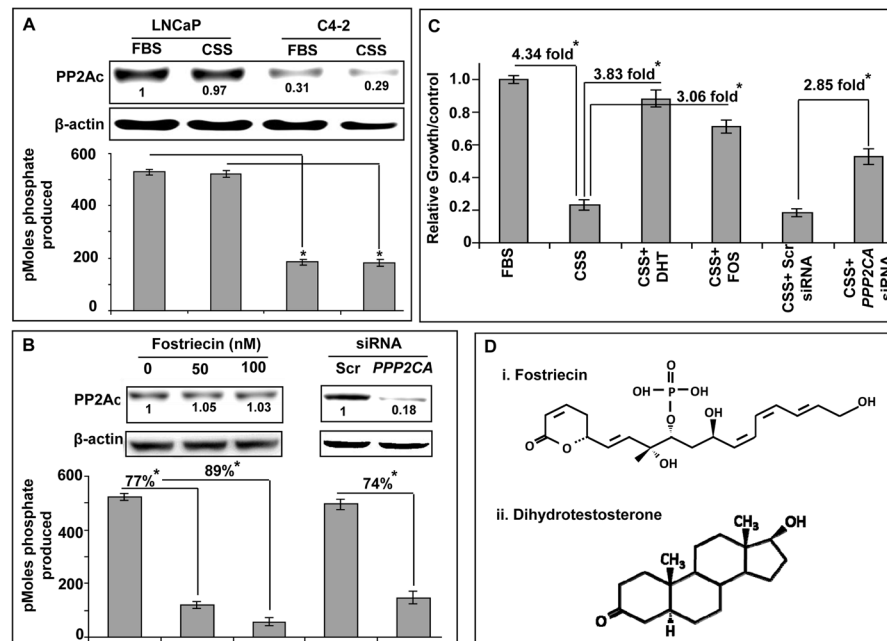 A
LNCaP C4-2
FBS CSS FBS CSS
PP2Ac
1 0.97 0.31 0.29
β-actin
pMoles phosphate
produced
600
400
200
0
* *
B
Fostriecin (nM) siRNA
0 50 100 Scr PPP2CA
PP2Ac
1 1.05 1.03 1 0.18
β-actin
pMoles phosphate
produced
600
400
200
0
77%* 89%* 74%*
C
Relative Growth/control
1.0
0.8
0.6
0.4
0.2
0
4.34 fold*
3.83 fold*
3.06 fold*
2.85 fold*
FBS
CSS
CSS+
DHT
CSS+
FOS
CSS+ Scr
siRNA
CSS+
PPP2CA
siRNA
D
i. Fostriecin
O
OH P OH
O
OH
OH
O O
OH
ii. Dihydrotestosterone
CH3 OH
CH3
O
H